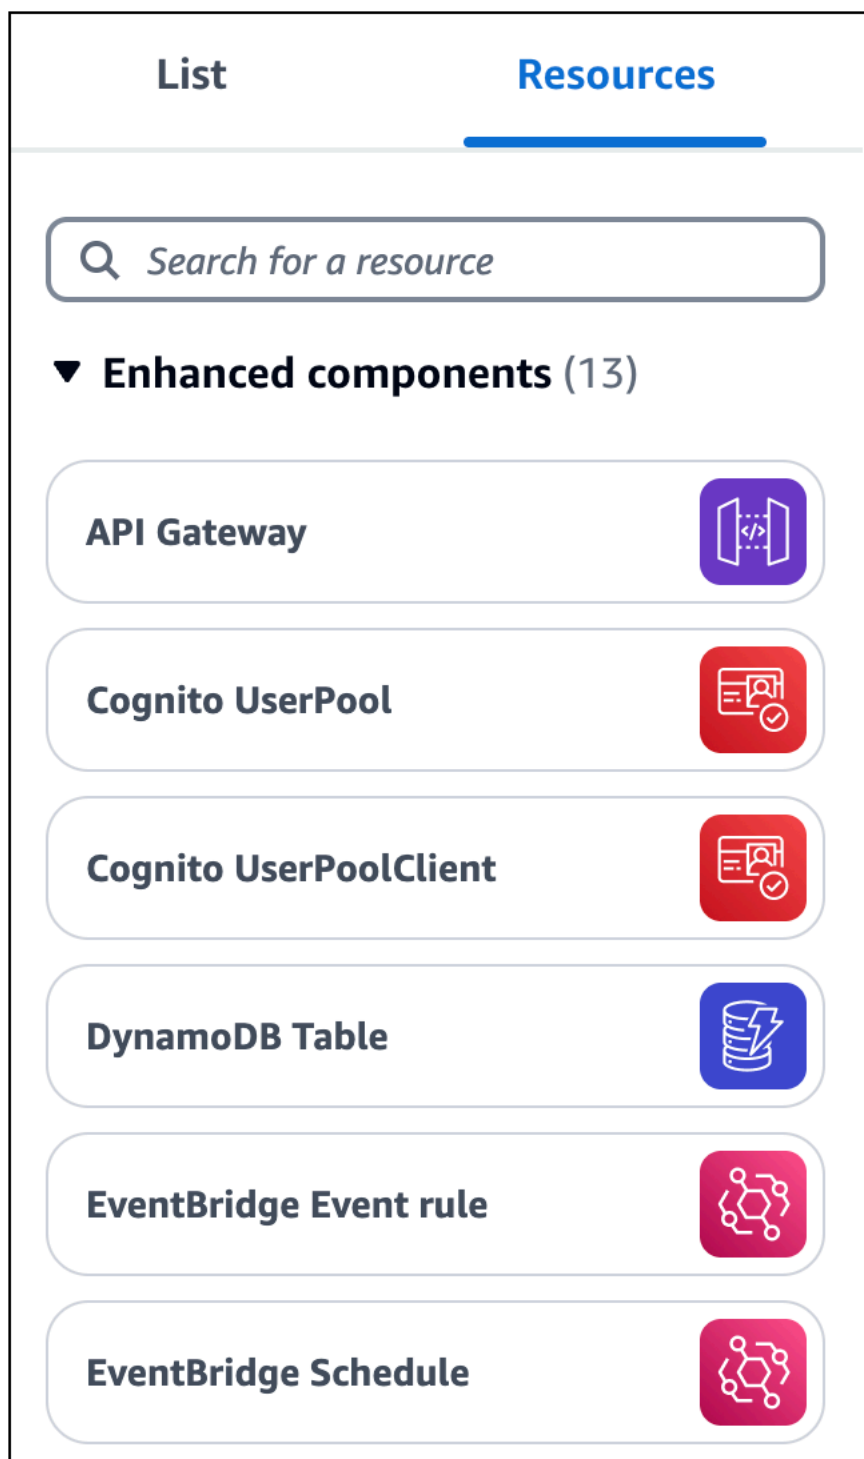 List Resources
Search for a resource
Enhanced components (13)
API Gateway
</>
Cognito UserPool
Cognito UserPoolClient
DynamoDB Table
EventBridge Event rule
EventBridge Schedule